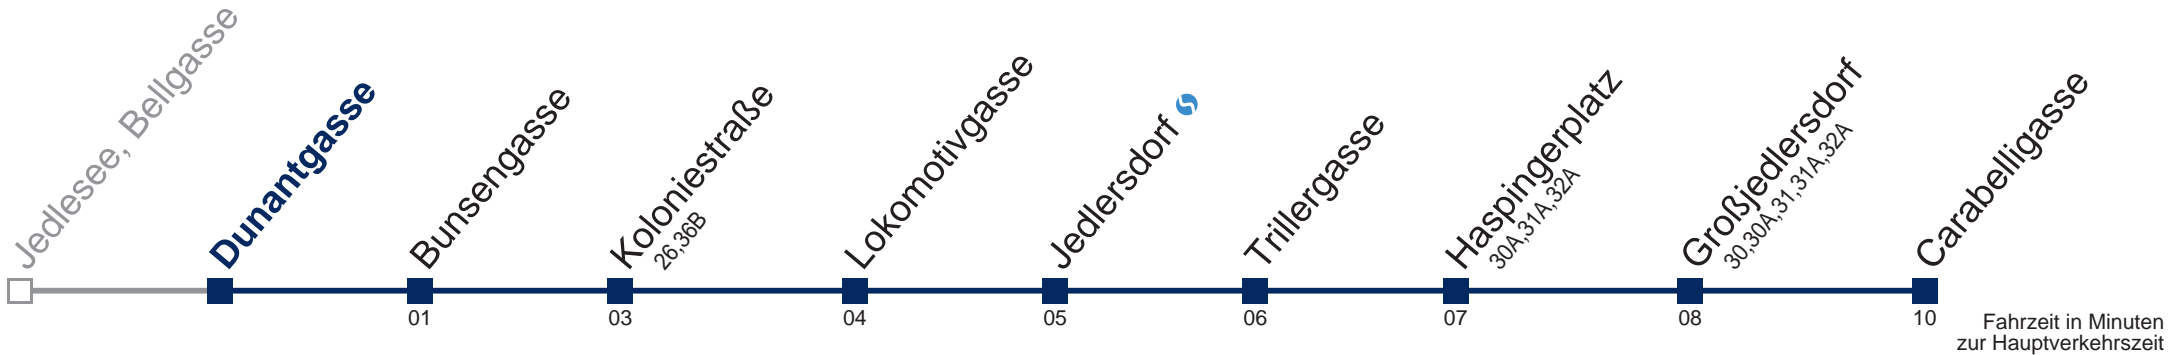 Jedlesee, Bellgasse
Dunantgasse
Bunsengasse
Koloniestraße
26,36B
Lokomotivgasse
Jedlersdorf
Trillergasse
Haspingerplatz
30A,31A,32A
Großjedlersdorf
30,30A,31,31A,32A
Carabelligasse
01
03
04
05
06
07
08
10
Fahrzeit in Minuten
zur Hauptverkehrszeit